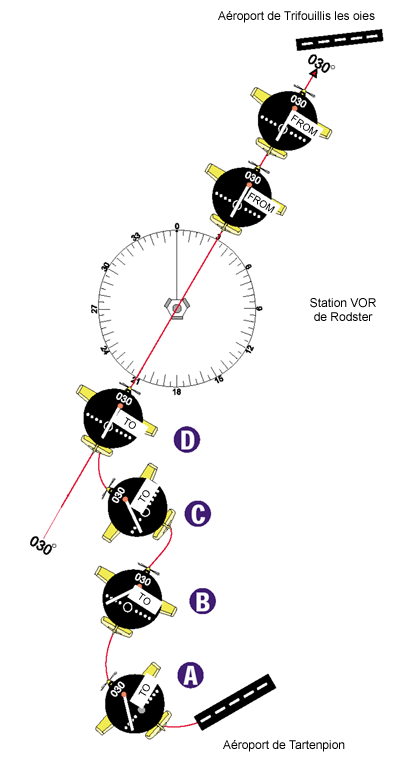 Aéroport de Trifouillis les oies
030°
030
FROM
030
FROM
0
33
3
30
27
6
24
12
21
15
18
Station VOR
de Rodster
030
TO
D
030
TO
C
030°
030
TO
B
A
030
TO
Aéroport de Tartenpion